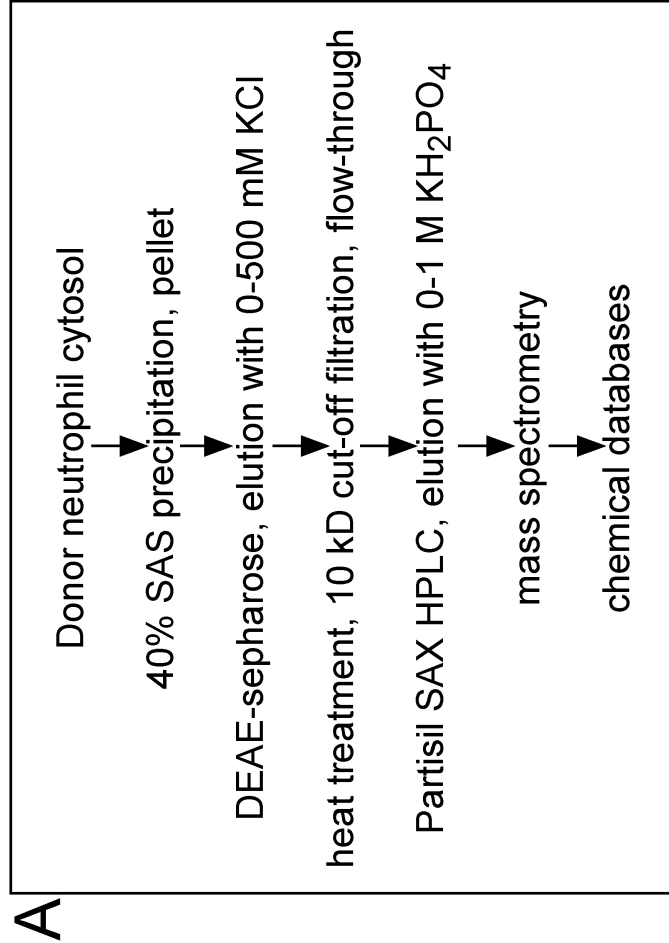 A
Donor neutrophil cytosol
40% SAS precipitation, pellet
DEAE-sepharose, elution with 0-500 mM KCl
heat treatment, 10 kD cut-off filtration, flow-through
Partisil SAX HPLC, elution with 0-1 M KH₂PO₄
mass spectrometry
chemical databases